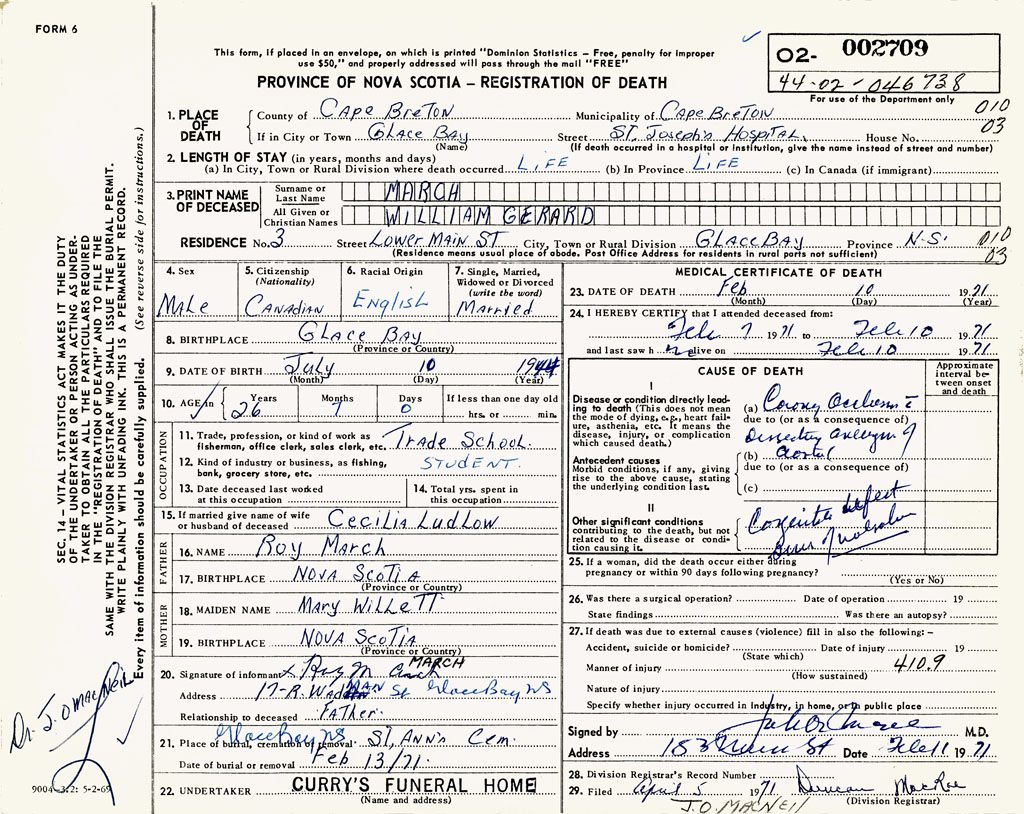 FORM 6
This form, if placed in an envelope, on which is printed "Dominion Statistics – Free, penalty for improper
use $50," and properly addressed will pass through the mail "FREE"
PROVINCE OF NOVA SCOTIA – REGISTRATION OF DEATH
O2- 002709
44-02-046738
For use of the Department only
1. PLACE OF DEATH
County of CAPE BRETON Municipality of CAPE BRETON 010
If in City or Town GLACE BAY Street ST. JOSEPH'S HOSPITAL. House No. 03
(Name) (If death occurred in a hospital or institution, give the name instead of street and number)
2. LENGTH OF STAY (in years, months and days)
(a) In City, Town or Rural Division where death occurred LIFE (b) In Province LIFE (c) In Canada (if immigrant)
3. PRINT NAME OF DECEASED
Surname or Last Name MARCH
All Given or Christian Names WILLIAM GERARD
RESIDENCE No. 3 Street LOWER MAIN ST City, Town or Rural Division GLACE BAY Province N.S. 010
(Residence means usual place of abode. Post Office Address for residents in rural parts not sufficient) 03
4. Sex
MALE
5. Citizenship
(Nationality)
CANADIAN
6. Racial Origin
ENGLISH
7. Single, Married,
Widowed or Divorced
(write the word)
MARRIED
8. BIRTHPLACE GLACE BAY
(Province or Country)
9. DATE OF BIRTH JULY 10 1944
(Month) (Day) (Year)
10. AGE in Years 26 Months 7 Days 0 If less than one day old
hrs. or min.
OCCUPATION
11. Trade, profession, or kind of work as
fisherman, office clerk, sales clerk, etc. TRADE SCHOOL.
12. Kind of industry or business, as fishing,
bank, grocery store, etc. STUDENT.
13. Date deceased last worked
at this occupation
14. Total yrs. spent in
this occupation
15. If married give name of wife
or husband of deceased CECILIA LUDLOW
FATHER
16. NAME ROY MARCH
17. BIRTHPLACE NOVA SCOTIA
(Province or Country)
MOTHER
18. MAIDEN NAME MARY WILLETT
19. BIRTHPLACE NOVA SCOTIA
(Province or Country)
MARCH
20. Signature of informant x Roy March
Address 17-R. St Glace Bay NS
Relationship to deceased FATHER.
Glace Bay NS
21. Place of burial, cremation or removal ST. ANN'S CEM.
Date of burial or removal FEB 13/71.
22. UNDERTAKER CURRY'S FUNERAL HOME
(Name and address)
MEDICAL CERTIFICATE OF DEATH
23. DATE OF DEATH Feb 10 1971
(Month) (Day) (Year)
24. I HEREBY CERTIFY that I attended deceased from:
Feb 7 1971 to Feb 10 1971
and last saw h alive on Feb 10 1971
CAUSE OF DEATH
Approximate
interval be-
tween onset
and death
I
Disease or condition directly lead-
ing to death (This does not mean
the mode of dying, e.g., heart fail-
ure, asthenia, etc. It means the
disease, injury, or complication
which caused death.)
(a) Coronary Occlusion
due to (or as a consequence of)
Dissecting aneurysm of
Antecedent causes
Morbid conditions, if any, giving
rise to the above cause, stating
the underlying condition last.
(b) aorta
due to (or as a consequence of)
(c)
II
Other significant conditions
contributing to the death, but not
related to the disease or condi-
tion causing it.
Congenital defect
25. If a woman, did the death occur either during
pregnancy or within 90 days following pregnancy?
(Yes or No)
26. Was there a surgical operation? Date of operation 19
State findings Was there an autopsy?
27. If death was due to external causes (violence) fill in also the following: –
Accident, suicide or homicide? Date of injury 19
(State which)
Manner of injury 410.9
(How sustained)
Nature of injury
Specify whether injury occurred in industry, in home, or in public place
Signed by M.D.
Address 153 Main St Date Feb 11 1971
28. Division Registrar's Record Number
29. Filed April 5 1971 Duncan MacRae
(Division Registrar)
J.O. MACNEIL
SEC. 14 – VITAL STATISTICS ACT MAKES IT THE DUTY
OF THE UNDERTAKER OR PERSON ACTING AS UNDER-
TAKER TO OBTAIN ALL THE PARTICULARS REQUIRED
IN THE "REGISTRATION OF DEATH" AND TO FILE THE
SAME WITH THE DIVISION REGISTRAR WHO SHALL ISSUE THE BURIAL PERMIT.
WRITE PLAINLY WITH UNFADING INK. THIS IS A PERMANENT RECORD.
Every item of information should be carefully supplied. (See reverse side for instructions.)
Dr. J. O MacNeil